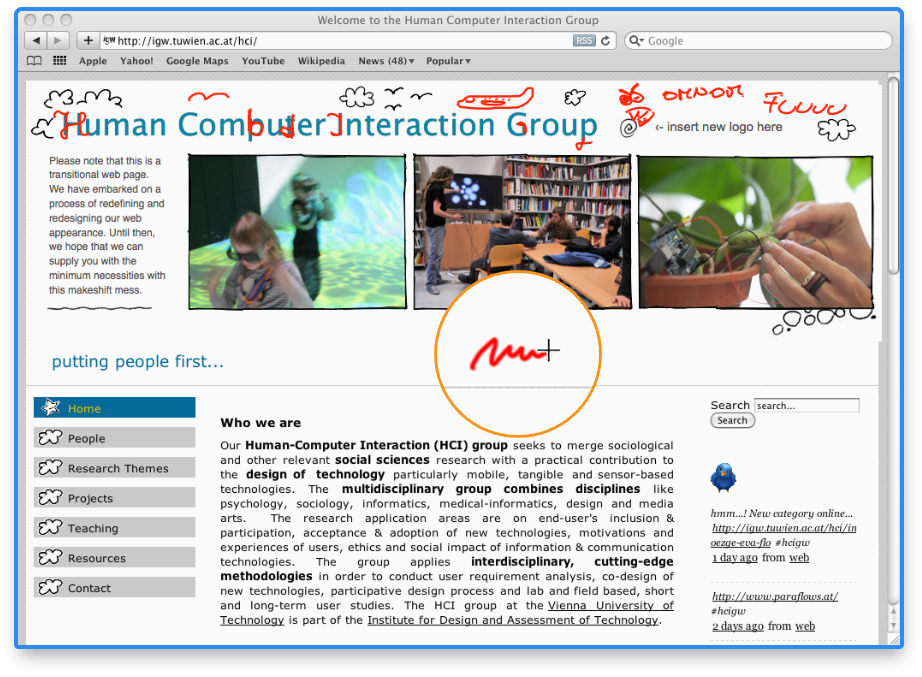 Welcome to the Human Computer Interaction Group
http://igw.tuwien.ac.at/hci/
RSS
Google
Apple Yahoo! Google Maps YouTube Wikipedia News (48) Popular
Human Computer Interaction Group
<- insert new logo here
Please note that this is a
transitional web page.
We have embarked on a
process of redefining and
redesigning our web
appearance. Until then,
we hope that we can
supply you with the
minimum necessities with
this makeshift mess.
putting people first...
Home
People
Research Themes
Projects
Teaching
Resources
Contact
Who we are
Our Human-Computer Interaction (HCI) group seeks to merge sociological
and other relevant social sciences research with a practical contribution to
the design of technology particularly mobile, tangible and sensor-based
technologies. The multidisciplinary group combines disciplines like
psychology, sociology, informatics, medical-informatics, design and media
arts. The research application areas are on end-user's inclusion &
participation, acceptance & adoption of new technologies, motivations and
experiences of users, ethics and social impact of information & communication
technologies. The group applies interdisciplinary, cutting-edge
methodologies in order to conduct user requirement analysis, co-design of
new technologies, participative design process and lab and field based, short
and long-term user studies. The HCI group at the Vienna University of
Technology is part of the Institute for Design and Assessment of Technology.
Search search...
Search
hmm...! New category online...
http://igw.tuwien.ac.at/hci/in
oezge-eva-flo #hcigw
1 day ago from web
http://www.paraflows.at/
#hcigw
2 days ago from web